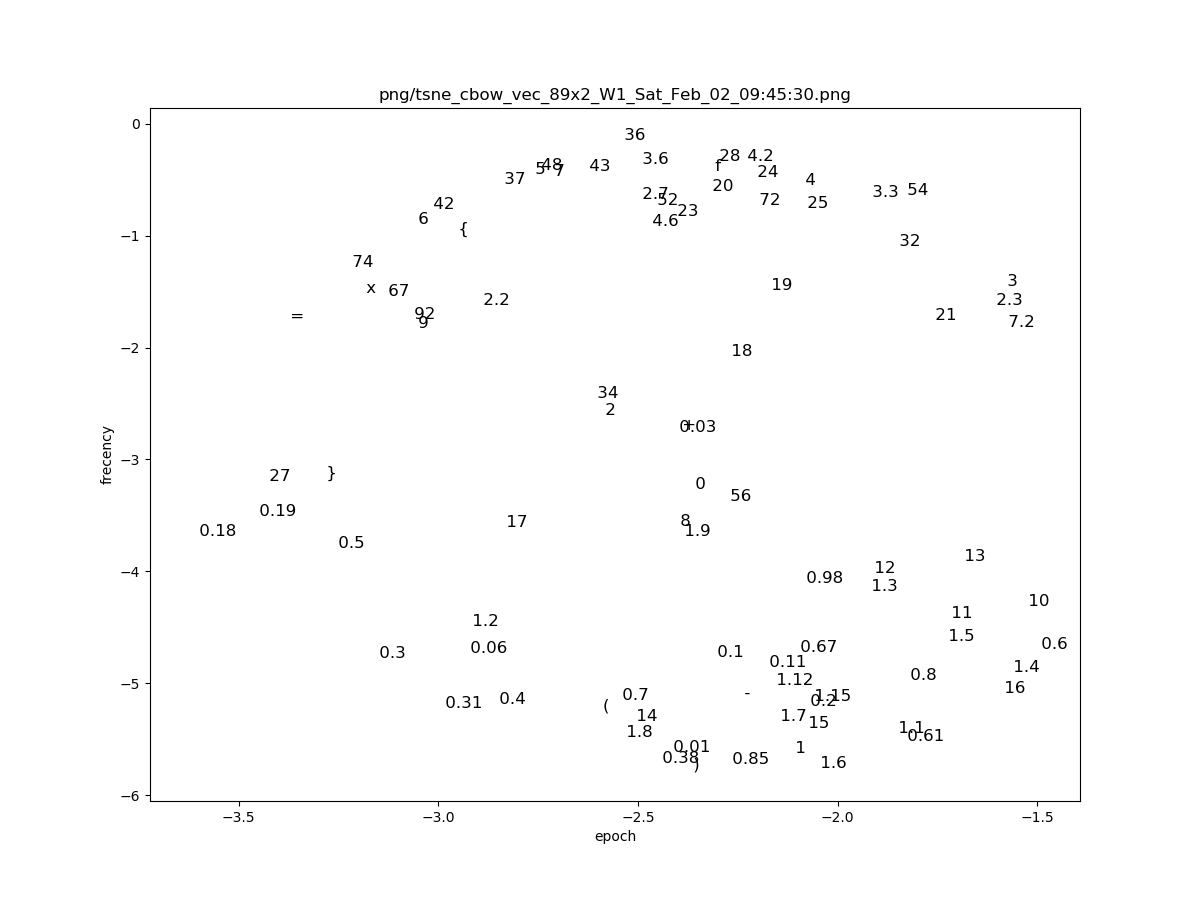 png/tsne_cbow_vec_89x2_W1_Sat_Feb_02_09:45:30.png
0
36
3.6 28 4.2
5 48 7 43 f
37 24 4
2.7 52 20 3.3 54
42 23 72 25
6 4.6
{
32
74
x 67 19 3
2.2 2.3
= 92 21
9 7.2
−1
−2
18
34
2
+ 0.03
frecency
−3
27 }
0 56
0.19
0.18 17 8 1.9
0.5
13
−4
0.98 12
1.3
10
11
1.2 1.5
0.3 0.06 0.1 0.67 0.6
0.11 1.4
1.12 0.8
−5
16
0.31 0.4 0.7 - 1.15
( 0.2
14 1.7
1.8 15 1.1
0.61
0.01 1
0.38 ) 0.85 1.6
−6
−3.5 −3.0 −2.5 −2.0 −1.5
epoch